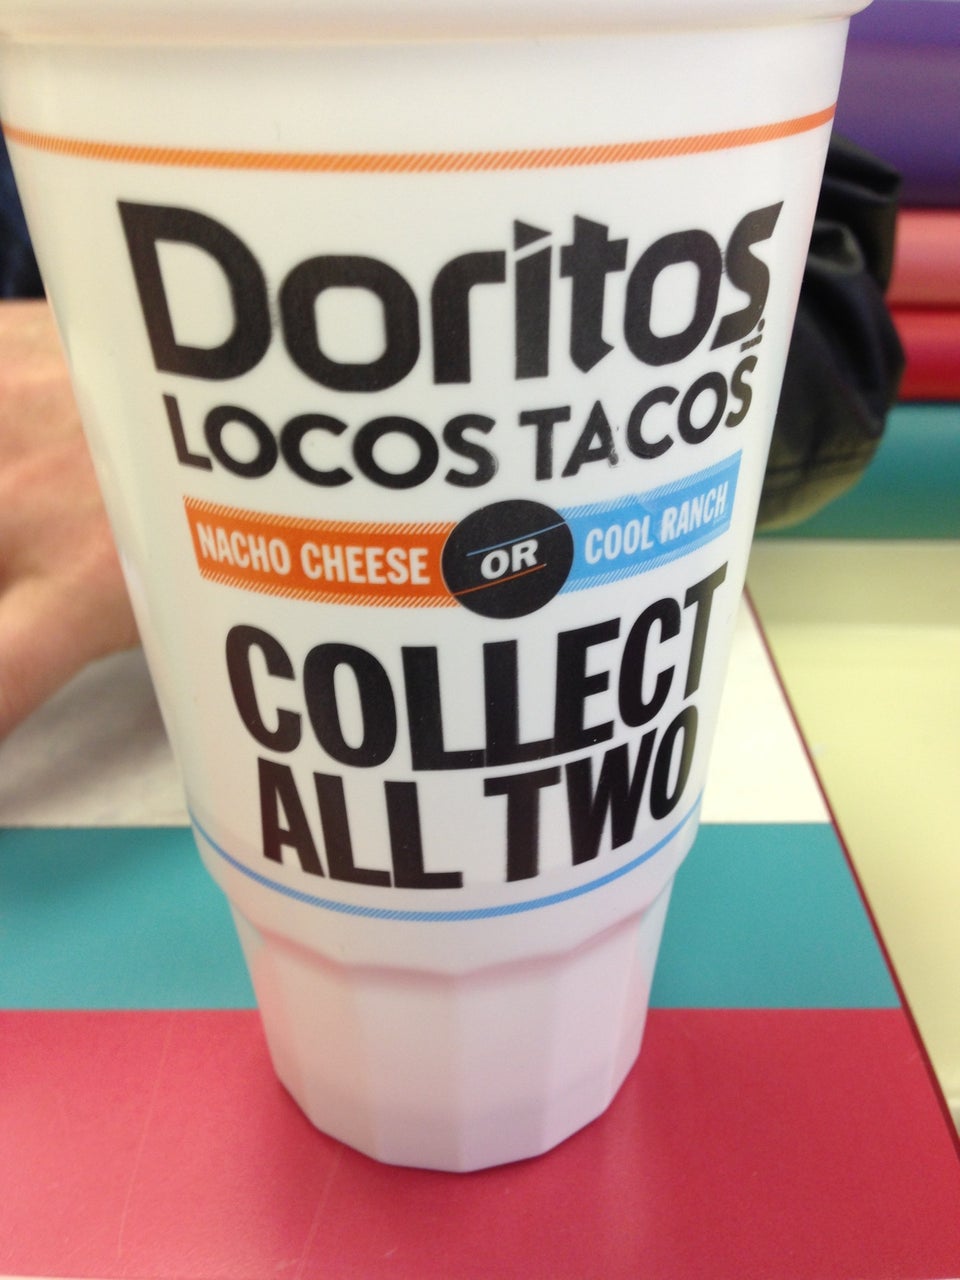 Doritos
LOCOS TACOS
NACHO CHEESE OR COOL RANCH
COLLECT
ALL TWO